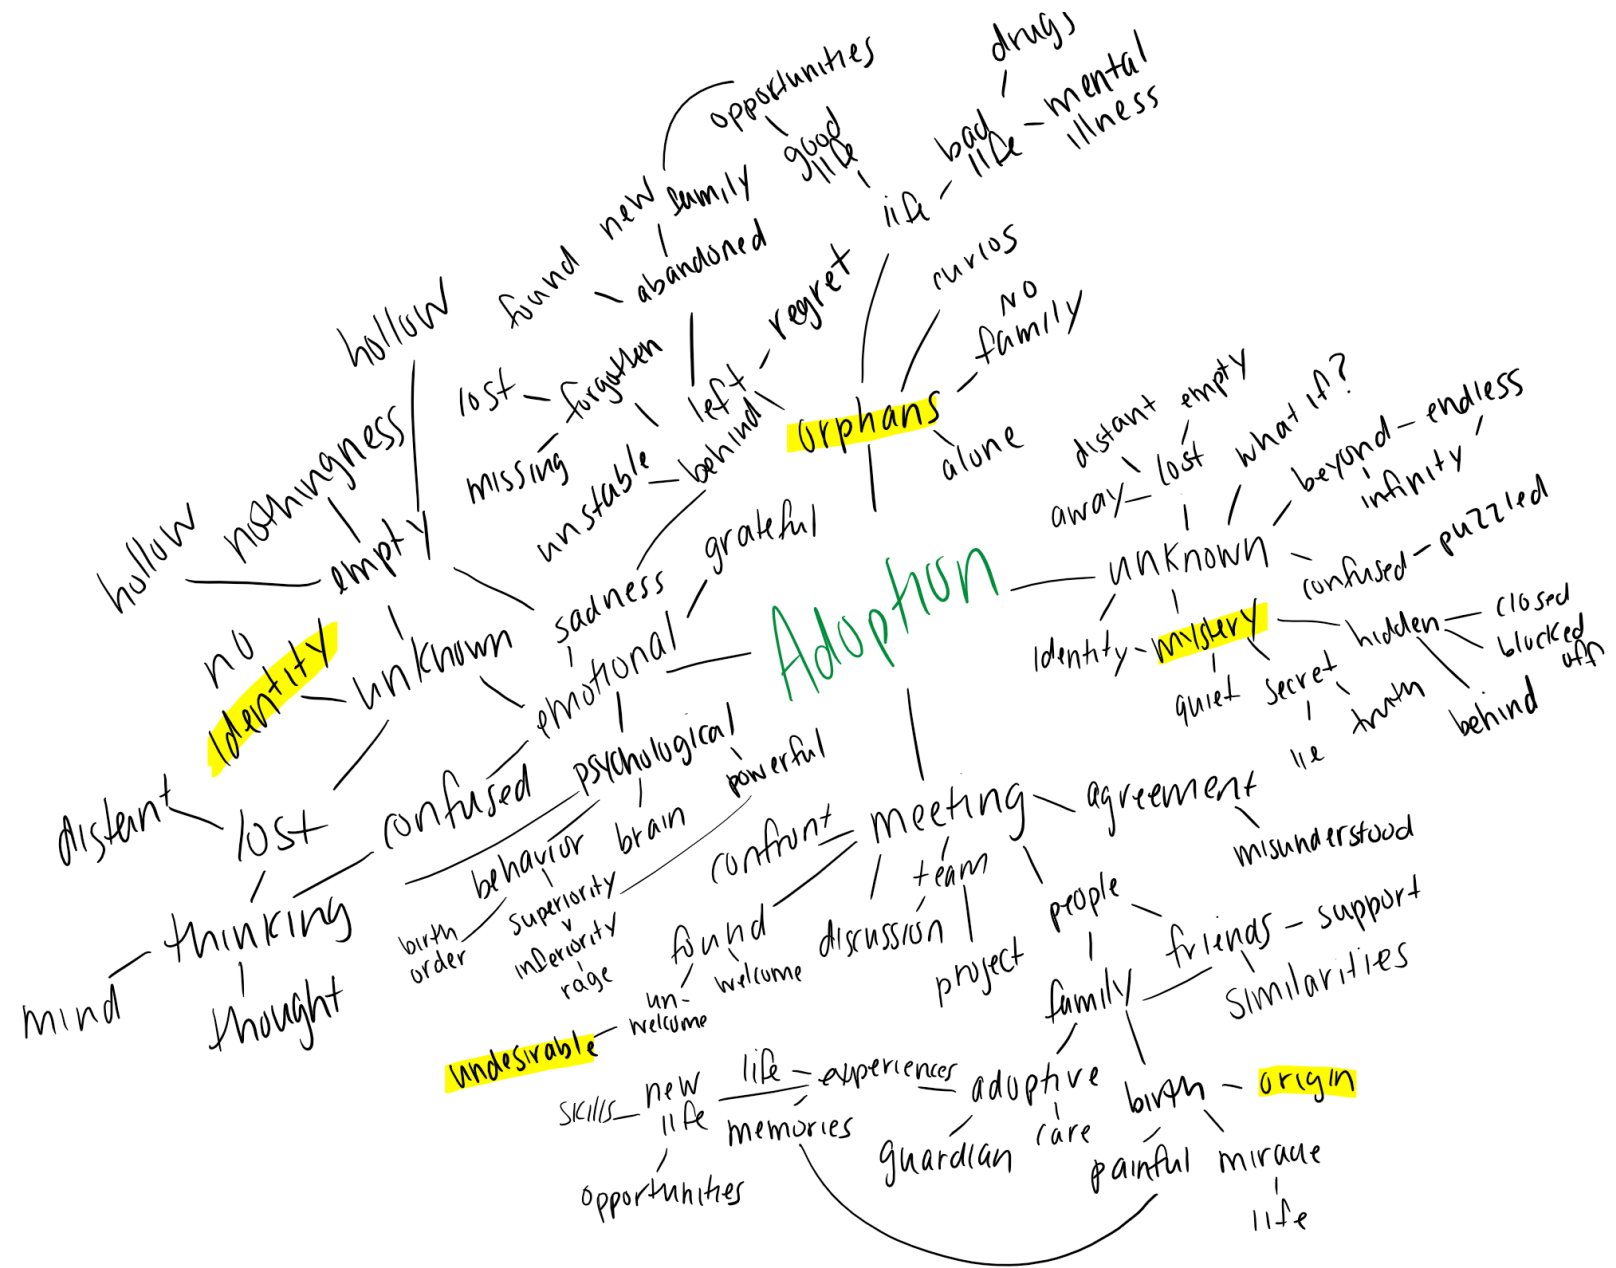 drugs
opportunities
mental
illness
good
life
bad
life
new
family
life
abandoned
found
curios
regret
NO
family
hollow
lost
forgotten
left
behind
orphans
alone
missing
unstable
nothingness
hollow
empty
grateful
sadness
Adoption
distant
empty
away
lost
what if?
beyond
endless
infinity
unknown
confused
puzzled
Identity
mystery
hidden
closed
blocked
off
quiet
secret
truth
lie
behind
no
Identity
unknown
emotional
psychological
powerful
distant
lost
confused
behavior
brain
birth
order
superiority
v
inferiority
rage
thinking
mind
thought
meeting
agreement
misunderstood
confront
team
discussion
project
people
friends
support
similarities
family
found
welcome
un-
welcome
undesirable
life
experiences
new
life
skills
memories
opportunities
adoptive
guardian
care
birth
origin
painful
miracle
life